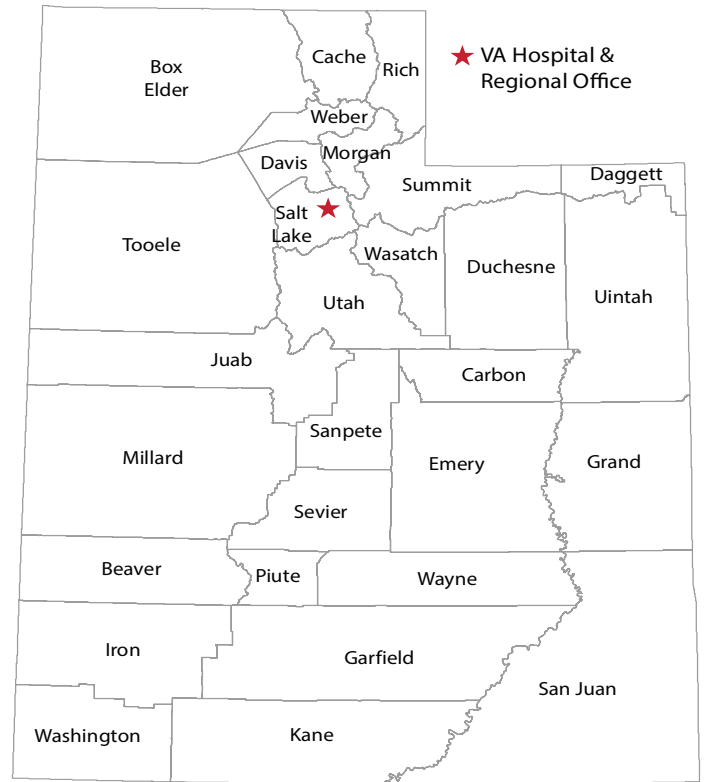 Cache
Rich
VA Hospital &
Regional Office
Box
Elder
Weber
Morgan
Davis
Summit
Daggett
Salt
Lake
Tooele
Wasatch
Duchesne
Uintah
Utah
Juab
Carbon
Sanpete
Millard
Emery
Grand
Sevier
Beaver
Piute
Wayne
Iron
Garfield
San Juan
Washington
Kane